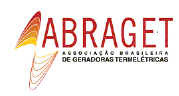 ABRAGET
ASSOCIAÇÃO BRASILEIRA
DE GERADORAS TERMELÉTRICAS